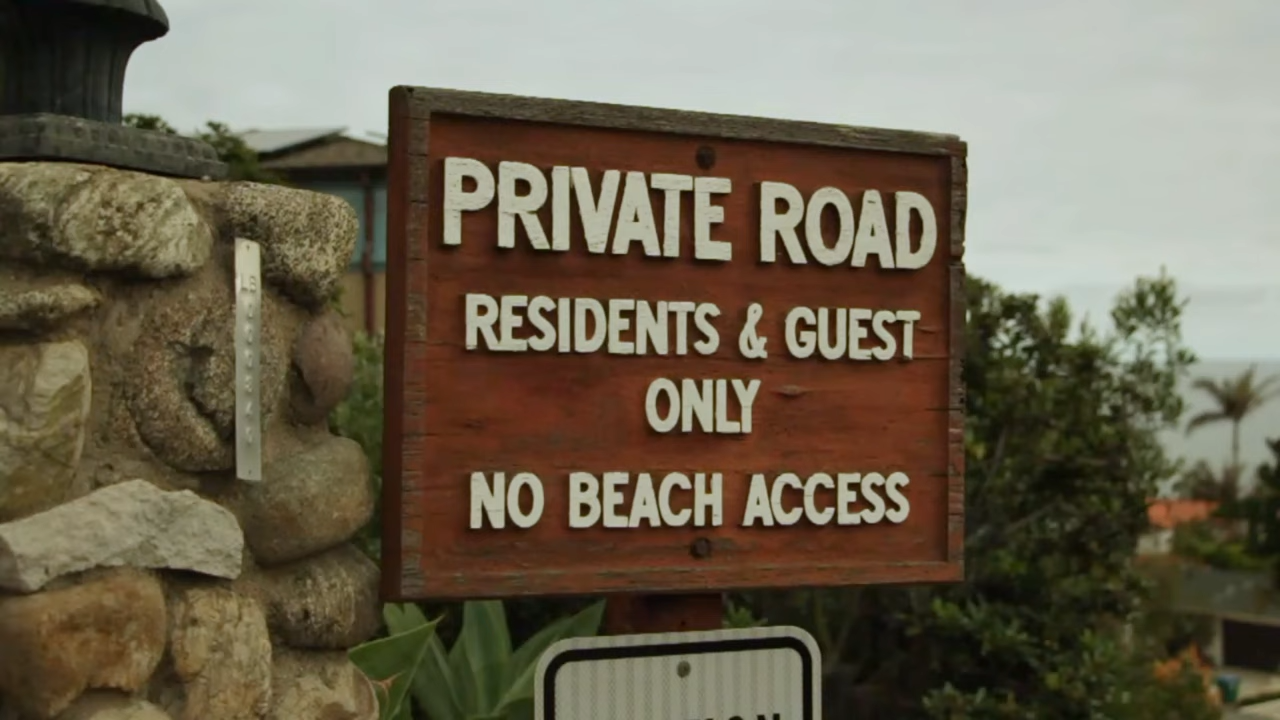 PRIVATE ROAD
RESIDENTS & GUEST
ONLY
NO BEACH ACCESS